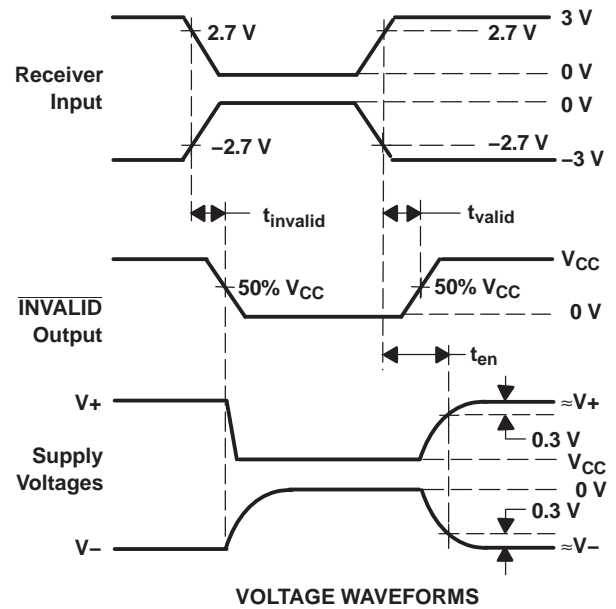 3 V
2.7 V
2.7 V
Receiver
Input
0 V
0 V
–2.7 V
–2.7 V
–3 V
tinvalid
tvalid
VCC
50% VCC
50% VCC
INVALID
Output
0 V
ten
V+
≈V+
0.3 V
Supply
Voltages
VCC
0 V
0.3 V
V–
≈V–
VOLTAGE WAVEFORMS